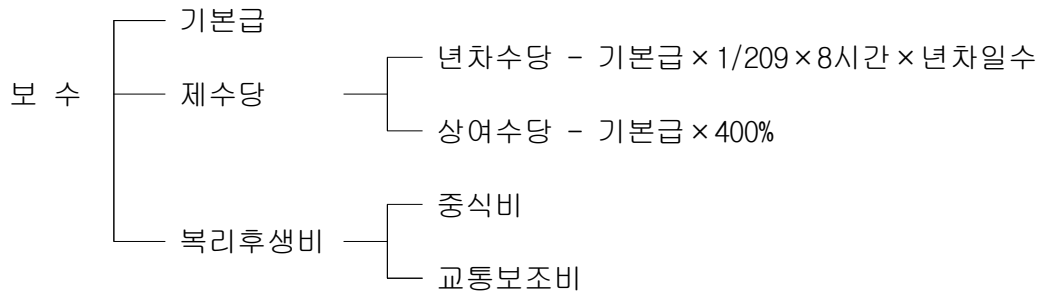 기본급
년차수당 - 기본급×1/209×8시간×년차일수
보 수
제수당
상여수당 - 기본급×400%
중식비
복리후생비
교통보조비